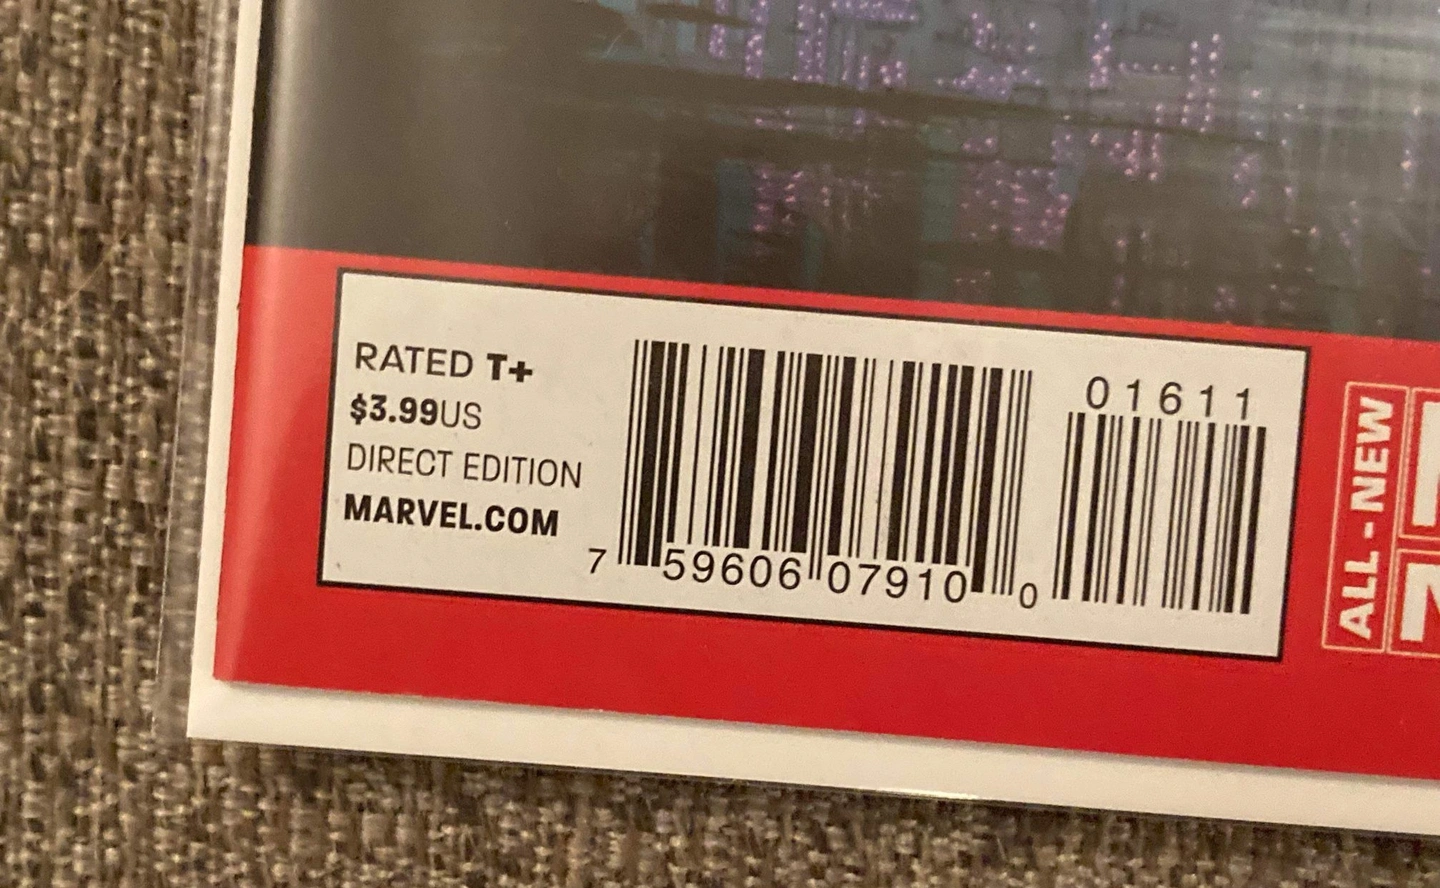 RATED T+
$3.99US
DIRECT EDITION
MARVEL.COM
7 59606 07910 0
01611
ALL-NEW